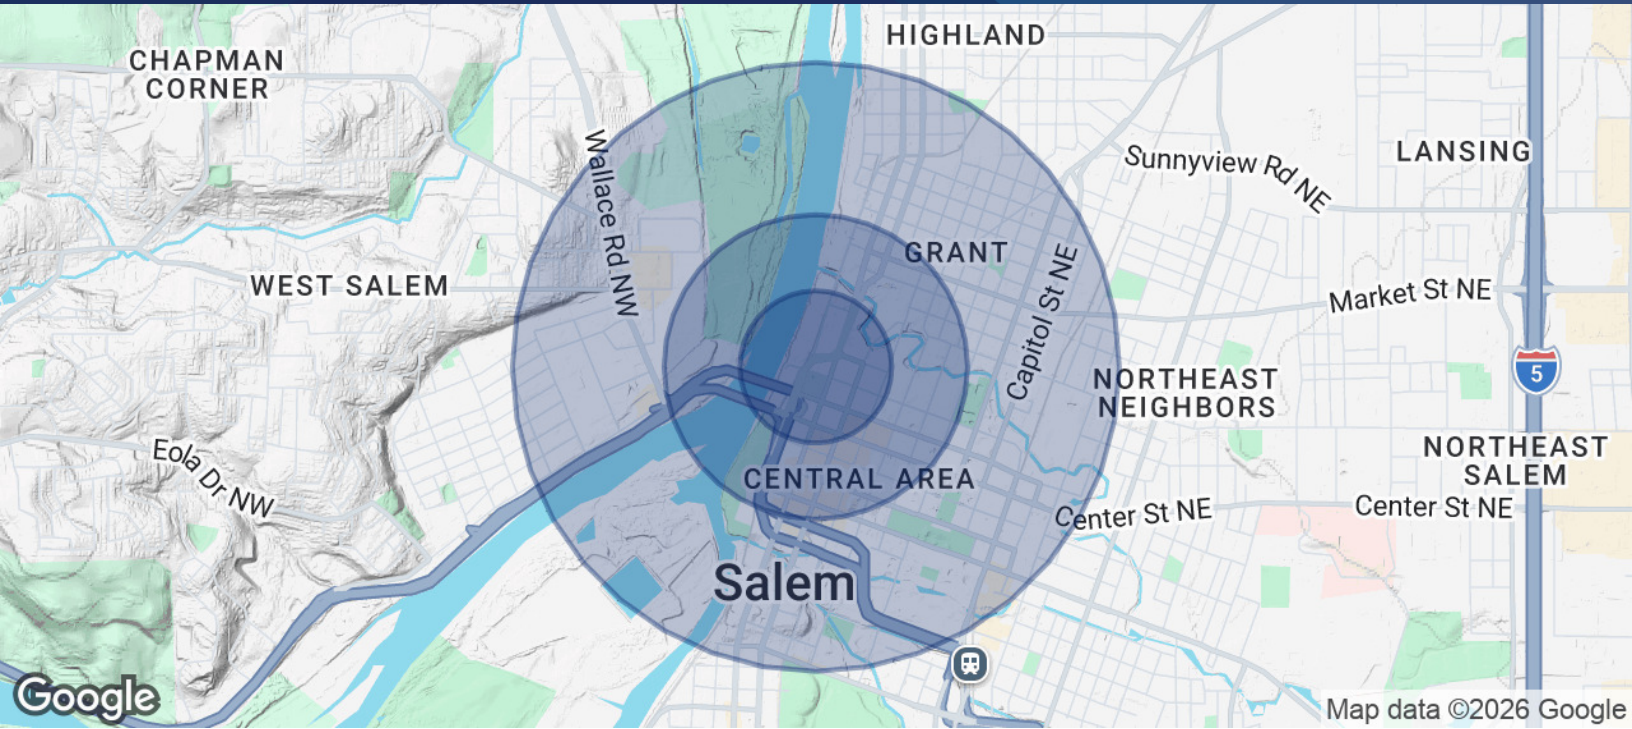 HIGHLAND
CHAPMAN
CORNER
Wallace Rd NW
Sunnyview Rd NE
LANSING
GRANT
WEST SALEM
Capitol St NE
Market St NE
5
NORTHEAST
NEIGHBORS
Eola Dr NW
CENTRAL AREA
NORTHEAST
SALEM
Center St NE
Center St NE
Salem
Google
Map data ©2026 Google